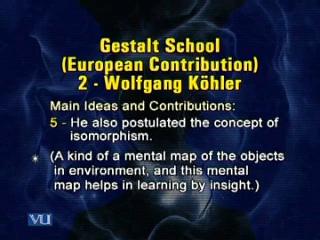 Gestalt School
(European Contribution)
2 - Wolfgang Köhler
Main Ideas and Contributions:
5 - He also postulated the concept of
isomorphism.
(A kind of a mental map of the objects
in environment, and this mental
map helps in learning by insight.)
VU